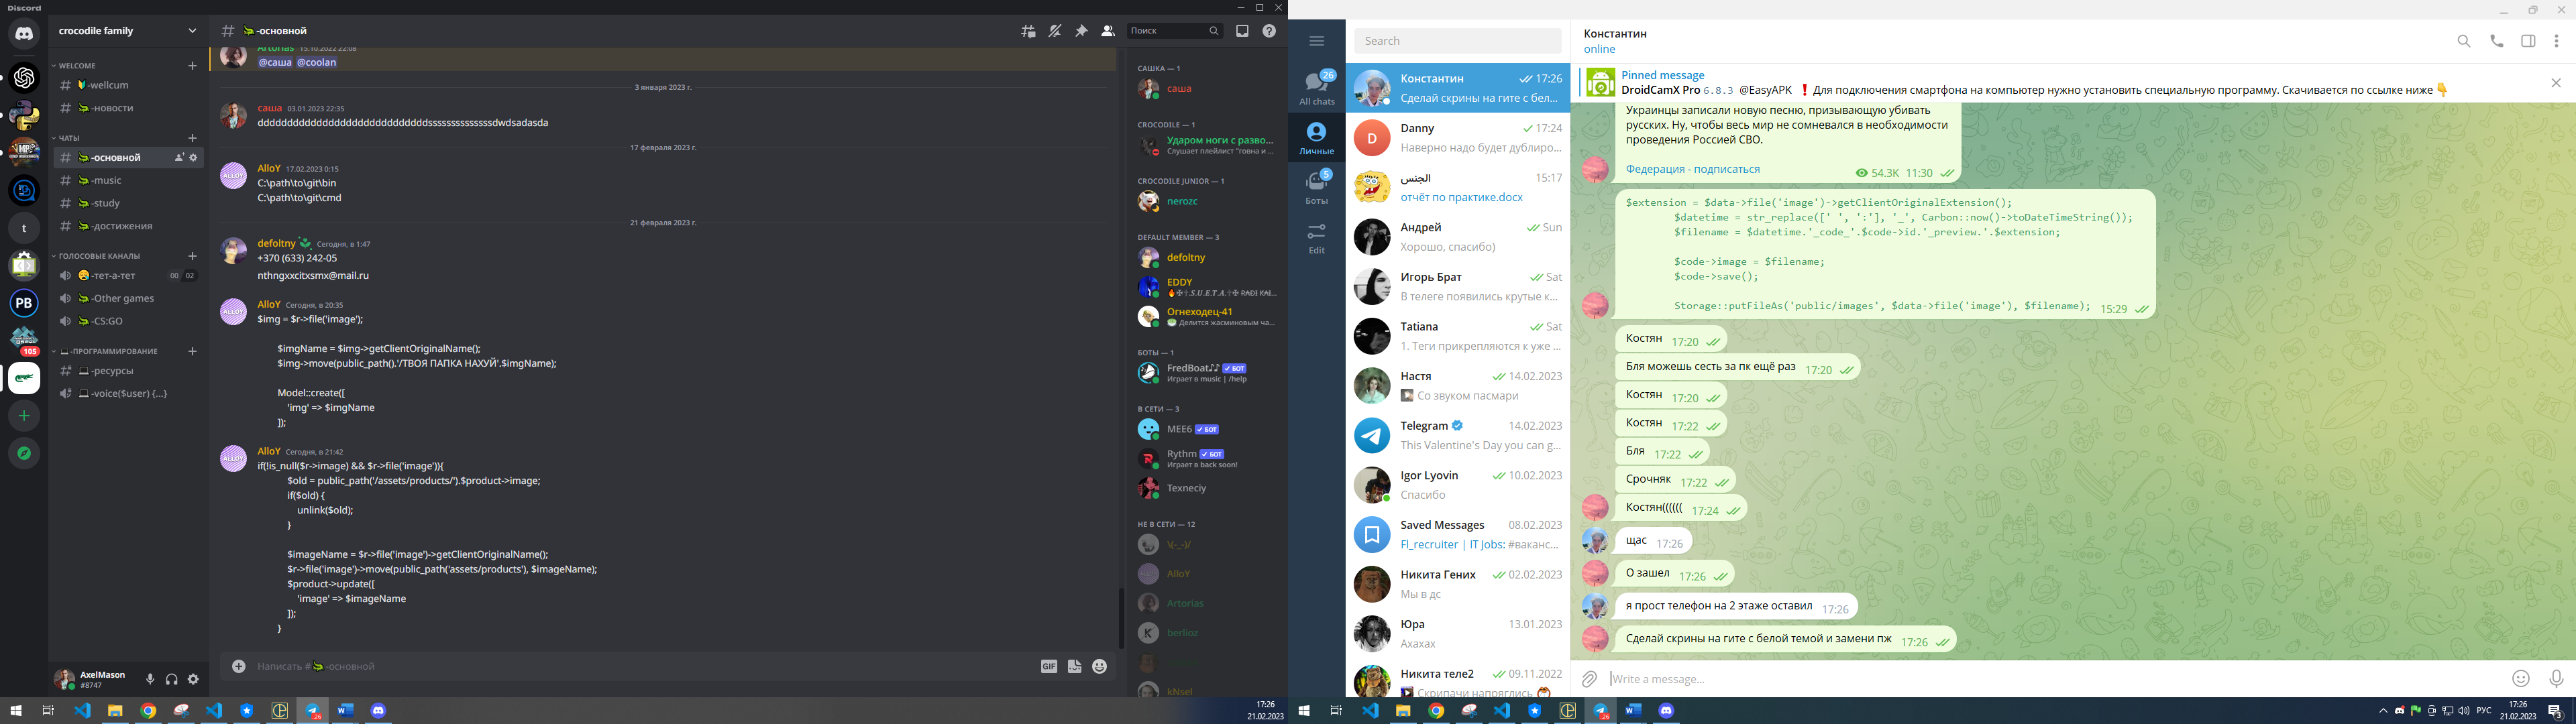 Discord
crocodile family
WELCOME
🔰-wellcum
🐊-новости
ЧАТЫ
🐊-основной
🐊-music
🐊-study
🐊-достижения
ГОЛОСОВЫЕ КАНАЛЫ
😪-тет-а-тет 00 02
🐊-Other games
🐊-CS:GO
💻-ПРОГРАММИРОВАНИЕ
💻-ресурсы
💻-voice($user) {...}
t
PB
105
AxelMason
#8747
🐊-основной
Поиск
Artorias 15.10.2022 22:08
@саша @coolan
3 января 2023 г.
саша 03.01.2023 22:35
17 февраля 2023 г.
AlloY 17.02.2023 0:15
C:\path\to\git\bin
C:\path\to\git\cmd
21 февраля 2023 г.
defoltny Сегодня, в 1:47
+370 (633) 242-05
nthngxxcitxsmx@mail.ru
AlloY Сегодня, в 20:35
$img = $r->file('image');
$imgName = $img->getClientOriginalName();
$img->move(public_path().'/ТВОЯ ПАПКА НАХУЙ'.$imgName);
Model::create([
'img' => $imgName
]);
AlloY Сегодня, в 21:42
if(!is_null($r->image) && $r->file('image')){
$old = public_path('/assets/products/').$product->image;
if($old) {
unlink($old);
}
$imageName = $r->file('image')->getClientOriginalName();
$r->file('image')->move(public_path('assets/products'), $imageName);
$product->update([
'image' => $imageName
]);
}
Написать #🐊-основной
GIF
САШКА — 1
саша
CROCODILE — 1
Ударом ноги с разво...
Слушает плейлист "говна и ...
CROCODILE JUNIOR — 1
nerozc
DEFAULT MEMBER — 3
defoltny
EDDY
Огнеходец-41
🍵 Делится жасминовым ча...
БОТЫ — 1
FredBoat♪♪ ✓ БОТ
Играет в music | /help
В СЕТИ — 3
MEE6 ✓ БОТ
Rythm ✓ БОТ
Играет в back soon!
Texneciy
НЕ В СЕТИ — 12
\(-_-)/
AlloY
Artorias
berlioz
kNsel
17:26
21.02.2023
26
All chats
Личные
5
Боты
Edit
Search
Константин 17:26
Сделай скрины на гите с бел...
Danny 17:24
Наверно надо будет дублиро...
الجنس 15:17
отчёт по практике.docx
Андрей Sun
Хорошо, спасибо)
Игорь Брат Sat
В телеге появились крутые к...
Tatiana Sat
1. Теги прикрепляются к уже ...
Настя 14.02.2023
Со звуком пасмари
Telegram 14.02.2023
This Valentine's Day you can g...
Igor Lyovin 10.02.2023
Спасибо
Saved Messages 08.02.2023
Fl_recruiter | IT Jobs: #ваканс...
Никита Гених 02.02.2023
Мы в дс
Юра 13.01.2023
Ахахах
Никита теле2 09.11.2022
Скрипачи напряглись
Константин
online
Pinned message
DroidCamX Pro 6.8.3 @EasyAPK ❗ Для подключения смартфона на компьютер нужно установить специальную программу. Скачивается по ссылке ниже 👇
Украинцы записали новую песню, призывающую убивать
русских. Ну, чтобы весь мир не сомневался в необходимости
проведения Россией СВО.
Федерация - подписаться
54.3K 11:30
$extension = $data->file('image')->getClientOriginalExtension();
$datetime = str_replace([' ', ':'], '_', Carbon::now()->toDateTimeString());
$filename = $datetime.'_code_'.$code->id.'_preview.'.$extension;
$code->image = $filename;
$code->save();
Storage::putFileAs('public/images', $data->file('image'), $filename);
15:29
Костян 17:20
Бля можешь сесть за пк ещё раз 17:20
Костян 17:20
Костян 17:22
Бля 17:22
Срочняк 17:22
Костян(((((( 17:24
щас 17:26
О зашел 17:26
я прост телефон на 2 этаже оставил 17:26
Сделай скрины на гите с белой темой и замени пж 17:26
Write a message...
РУС
17:26
21.02.2023